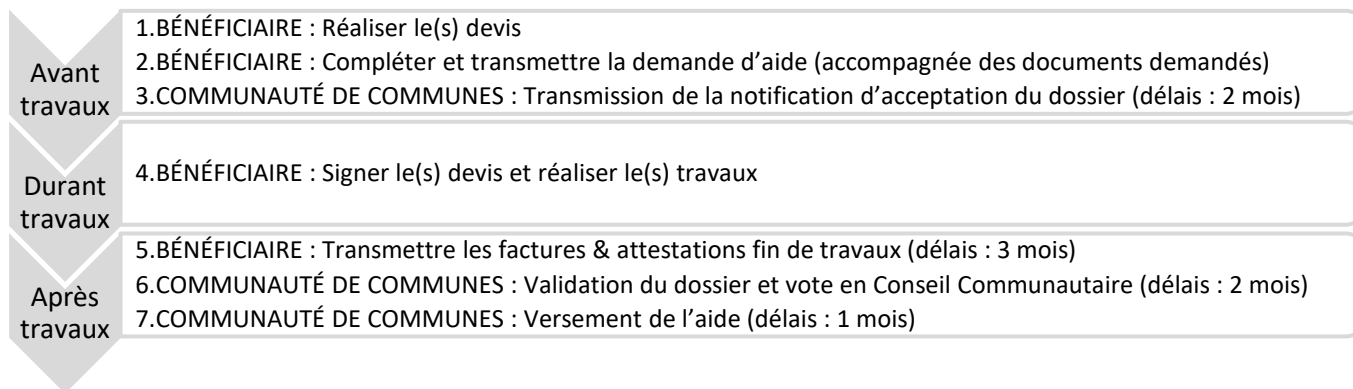 Avant
travaux
1.BÉNÉFICIAIRE : Réaliser le(s) devis
2.BÉNÉFICIAIRE : Compléter et transmettre la demande d’aide (accompagnée des documents demandés)
3.COMMUNAUTÉ DE COMMUNES : Transmission de la notification d’acceptation du dossier (délais : 2 mois)
Durant
travaux
4.BÉNÉFICIAIRE : Signer le(s) devis et réaliser le(s) travaux
Après
travaux
5.BÉNÉFICIAIRE : Transmettre les factures & attestations fin de travaux (délais : 3 mois)
6.COMMUNAUTÉ DE COMMUNES : Validation du dossier et vote en Conseil Communautaire (délais : 2 mois)
7.COMMUNAUTÉ DE COMMUNES : Versement de l’aide (délais : 1 mois)